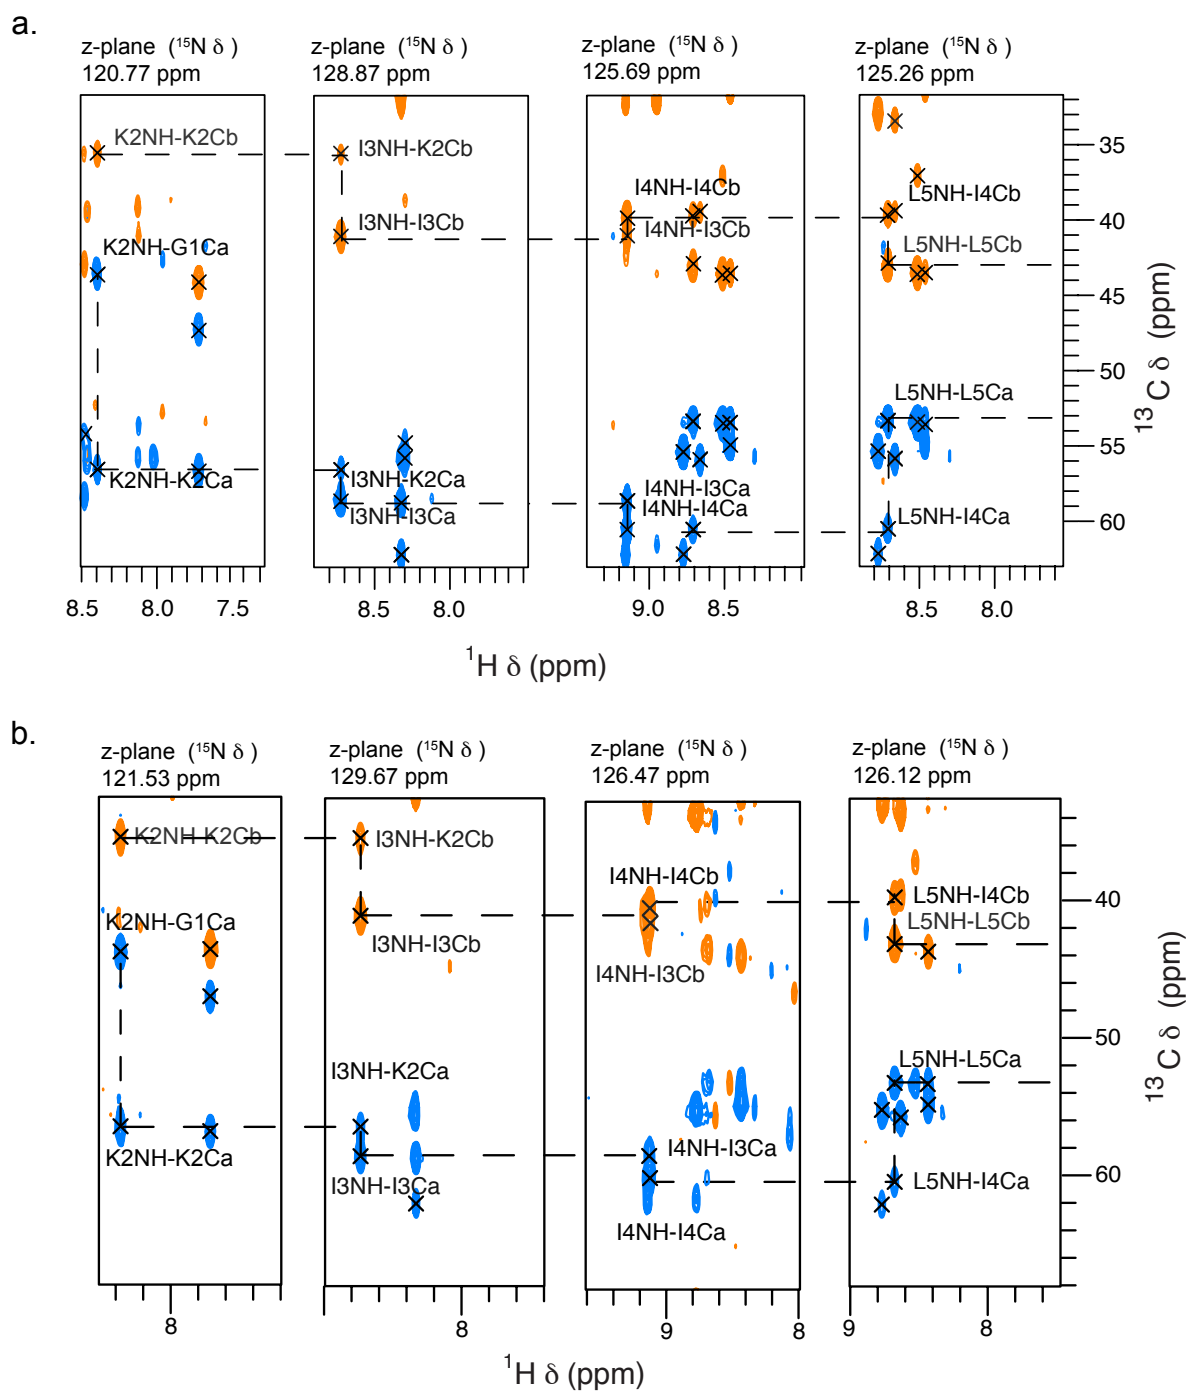 a.
z-plane (¹⁵N δ )
120.77 ppm
z-plane (¹⁵N δ )
128.87 ppm
z-plane (¹⁵N δ )
125.69 ppm
z-plane (¹⁵N δ )
125.26 ppm
K2NH-K2Cb
K2NH-G1Ca
K2NH-K2Ca
I3NH-K2Cb
I3NH-I3Cb
I3NH-K2Ca
I3NH-I3Ca
I4NH-I4Cb
I4NH-I3Cb
I4NH-I3Ca
I4NH-I4Ca
L5NH-I4Cb
L5NH-L5Cb
L5NH-L5Ca
L5NH-I4Ca
35
40
45
50
55
60
¹³C δ (ppm)
8.5 8.0 7.5
8.5 8.0
9.0 8.5
8.5 8.0
¹H δ (ppm)
b.
z-plane (¹⁵N δ )
121.53 ppm
z-plane (¹⁵N δ )
129.67 ppm
z-plane (¹⁵N δ )
126.47 ppm
z-plane (¹⁵N δ )
126.12 ppm
K2NH-K2Cb
K2NH-G1Ca
K2NH-K2Ca
I3NH-K2Cb
I3NH-I3Cb
I3NH-K2Ca
I3NH-I3Ca
I4NH-I4Cb
I4NH-I3Cb
I4NH-I3Ca
I4NH-I4Ca
L5NH-I4Cb
L5NH-L5Cb
L5NH-L5Ca
L5NH-I4Ca
40
50
60
¹³C δ (ppm)
8
8
9 8
9 8
¹H δ (ppm)